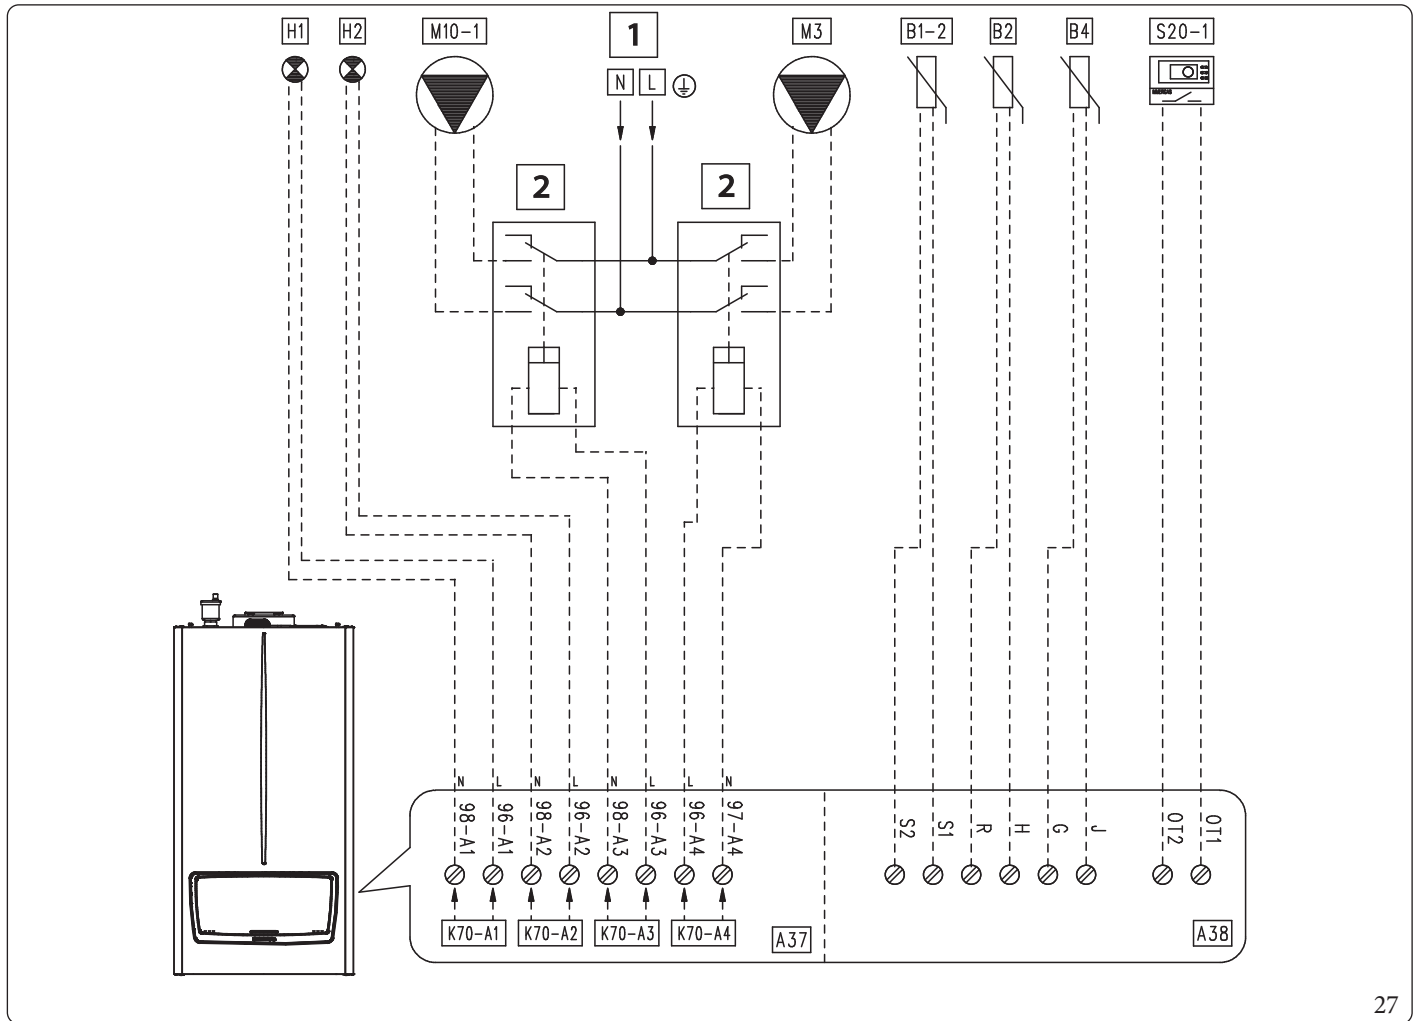 H1 H2 M10-1 1 M3 B1-2 B2 B4 S20-1
N L
2 2
N L N L N L L N
98-A1 96-A1 98-A2 96-A2 98-A3 96-A3 96-A4 97-A4 S2 S1 R H G J OT2 OT1
K70-A1 K70-A2 K70-A3 K70-A4 A37 A38
27